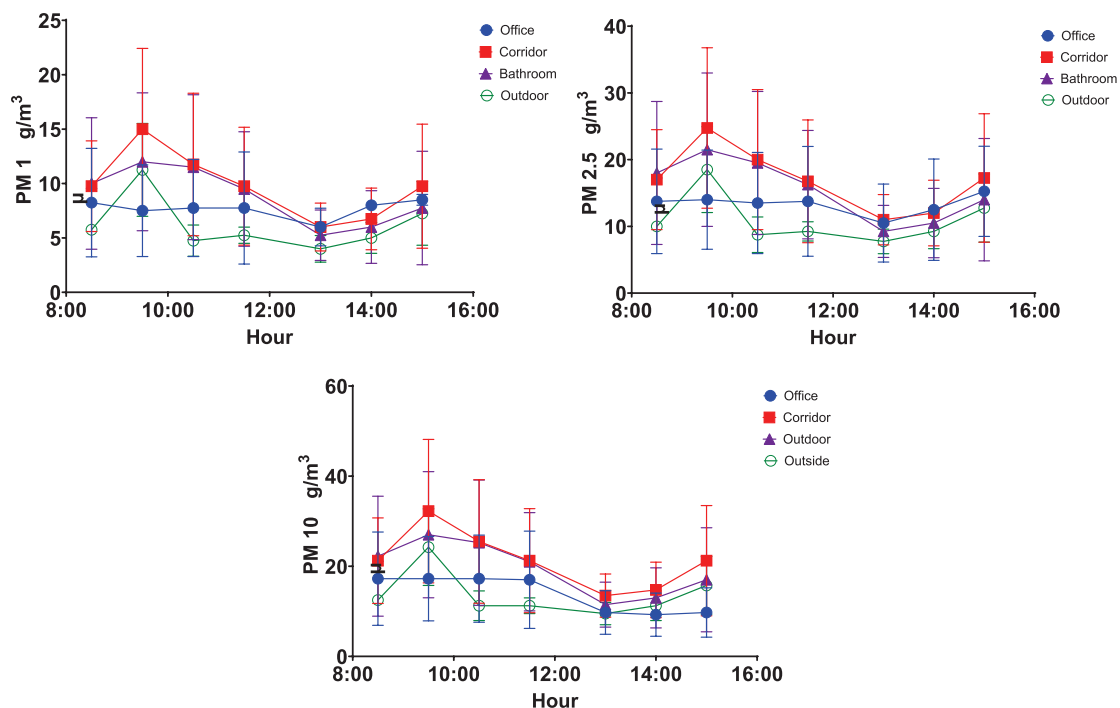 PM 1 g/m3
25
20
15
10
5
0
8:00 10:00 12:00 14:00 16:00
Hour
Office
Corridor
Bathroom
Outdoor
PM 2.5 g/m3
40
30
20
10
0
8:00 10:00 12:00 14:00 16:00
Hour
Office
Corridor
Bathroom
Outdoor
PM 10 g/m3
60
40
20
0
8:00 10:00 12:00 14:00 16:00
Hour
Office
Corridor
Outdoor
Outside